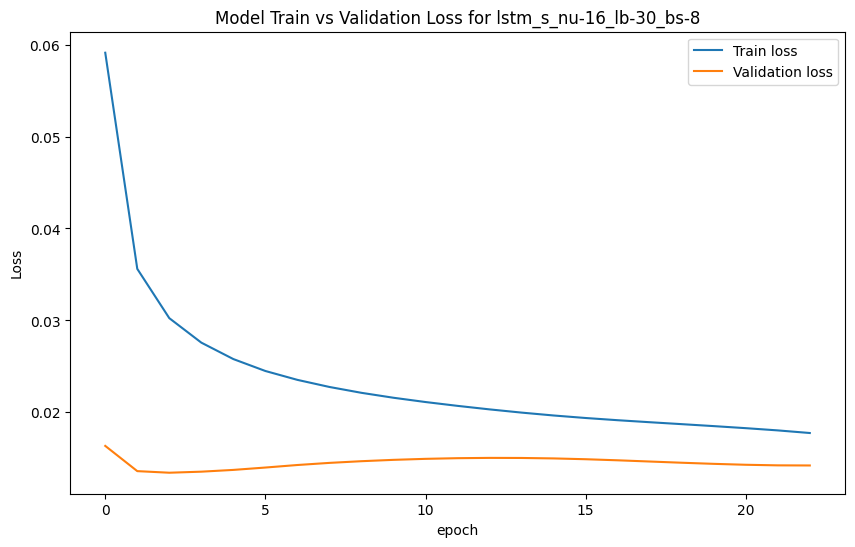 Model Train vs Validation Loss for lstm_s_nu-16_lb-30_bs-8
Train loss
Validation loss
0.06
0.05
0.04
0.03
0.02
Loss
0
5
10
15
20
epoch